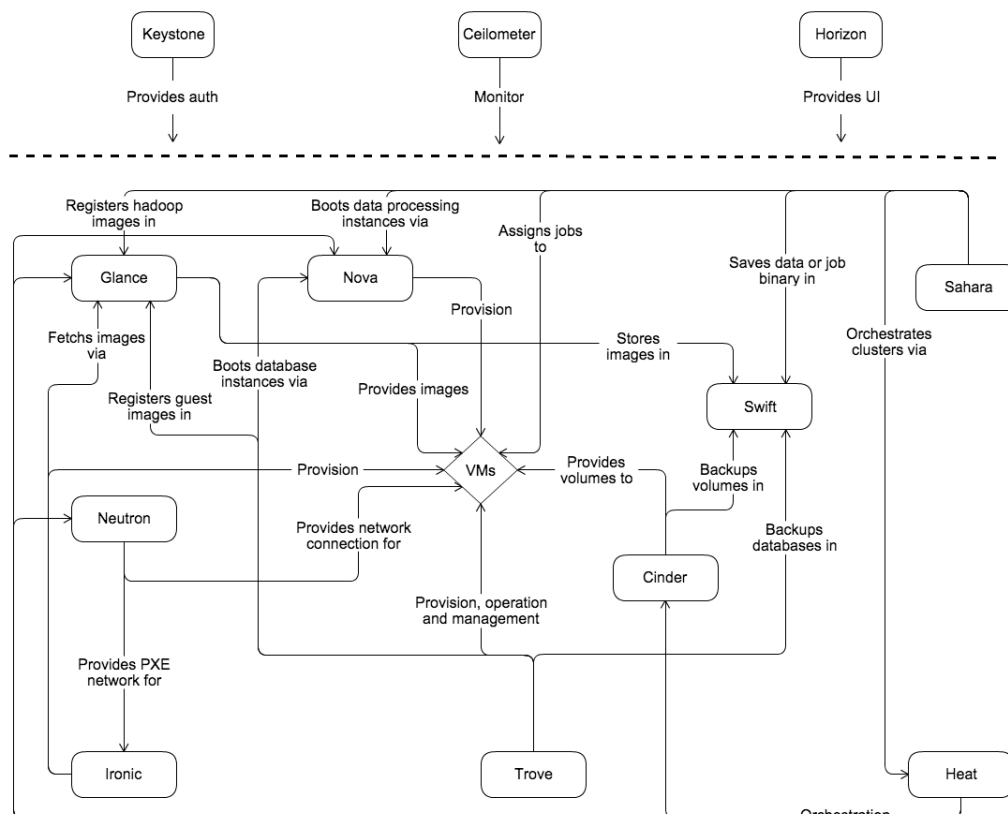 Keystone
Ceilometer
Horizon
Provides auth
Monitor
Provides UI
Registers hadoop
images in
Boots data processing
instances via
Assigns jobs
to
Saves data or job
binary in
Glance
Nova
Sahara
Provision
Fetchs images
via
Stores
images in
Orchestrates
clusters via
Boots database
instances via
Provides images
Registers guest
images in
Swift
Provision
VMs
Provides
volumes to
Backups
volumes in
Neutron
Provides network
connection for
Backups
databases in
Cinder
Provision, operation
and management
Provides PXE
network for
Ironic
Trove
Heat
Orchestration